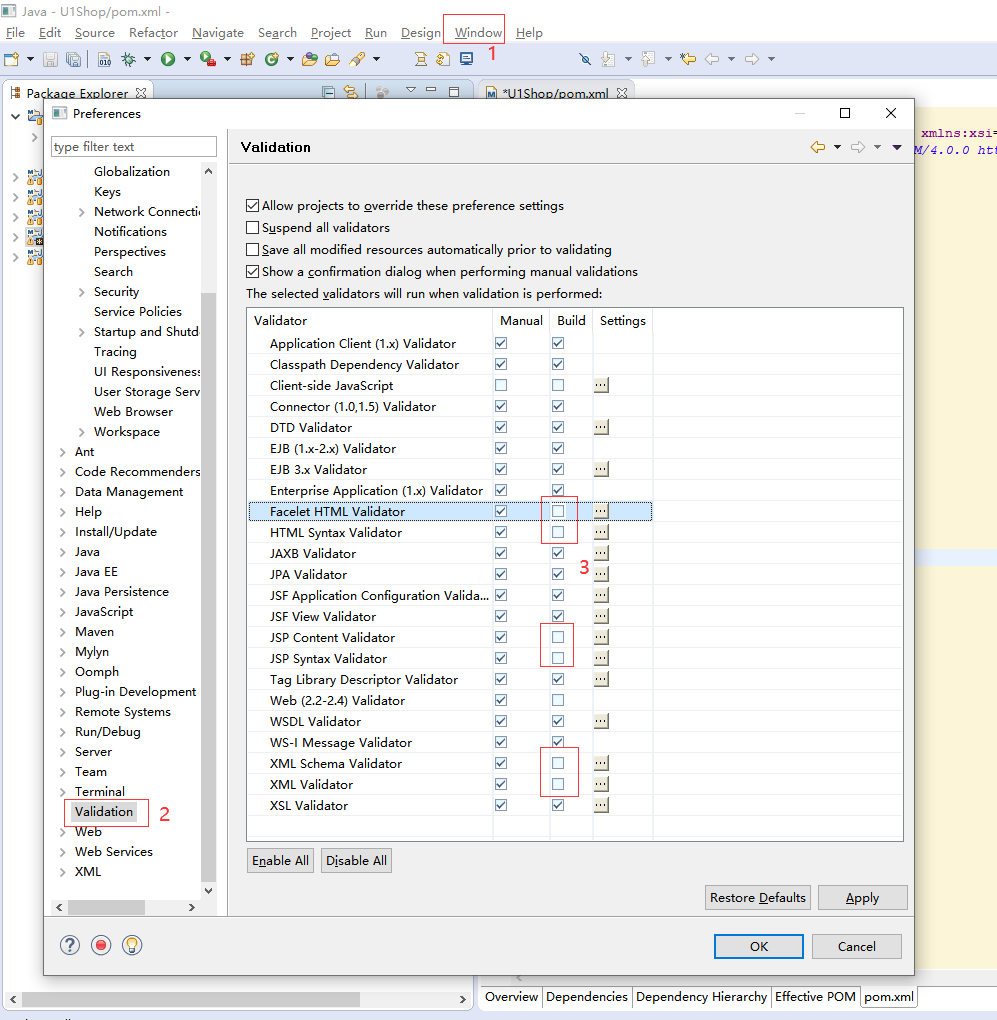 Java - U1Shop/pom.xml -
File Edit Source Refactor Navigate Search Project Run Design Window Help
1
010
Package Explorer
*U1Shop/pom.xml
xmlns:xsi=
M/4.0.0 htt
Preferences
type filter text
Validation
Globalization
Keys
Network Connecti
Notifications
Perspectives
Search
Security
Service Policies
Startup and Shutd
Tracing
UI Responsiveness
User Storage Serv
Web Browser
Workspace
Ant
Code Recommenders
Data Management
Help
Install/Update
Java
Java EE
Java Persistence
JavaScript
Maven
Mylyn
Oomph
Plug-in Development
Remote Systems
Run/Debug
Server
Team
Terminal
Validation 2
Web
Web Services
XML
Allow projects to override these preference settings
Suspend all validators
Save all modified resources automatically prior to validating
Show a confirmation dialog when performing manual validations
The selected validators will run when validation is performed:
Validator Manual Build Settings
Application Client (1.x) Validator
Classpath Dependency Validator
Client-side JavaScript ...
Connector (1.0,1.5) Validator
DTD Validator ...
EJB (1.x-2.x) Validator
EJB 3.x Validator ...
Enterprise Application (1.x) Validator
Facelet HTML Validator ...
HTML Syntax Validator ...
JAXB Validator ...
3
JPA Validator ...
JSF Application Configuration Valida... ...
JSF View Validator ...
JSP Content Validator ...
JSP Syntax Validator ...
Tag Library Descriptor Validator ...
Web (2.2-2.4) Validator
WSDL Validator ...
WS-I Message Validator
XML Schema Validator ...
XML Validator ...
XSL Validator ...
Enable All Disable All
Restore Defaults Apply
OK Cancel
Overview Dependencies Dependency Hierarchy Effective POM pom.xml